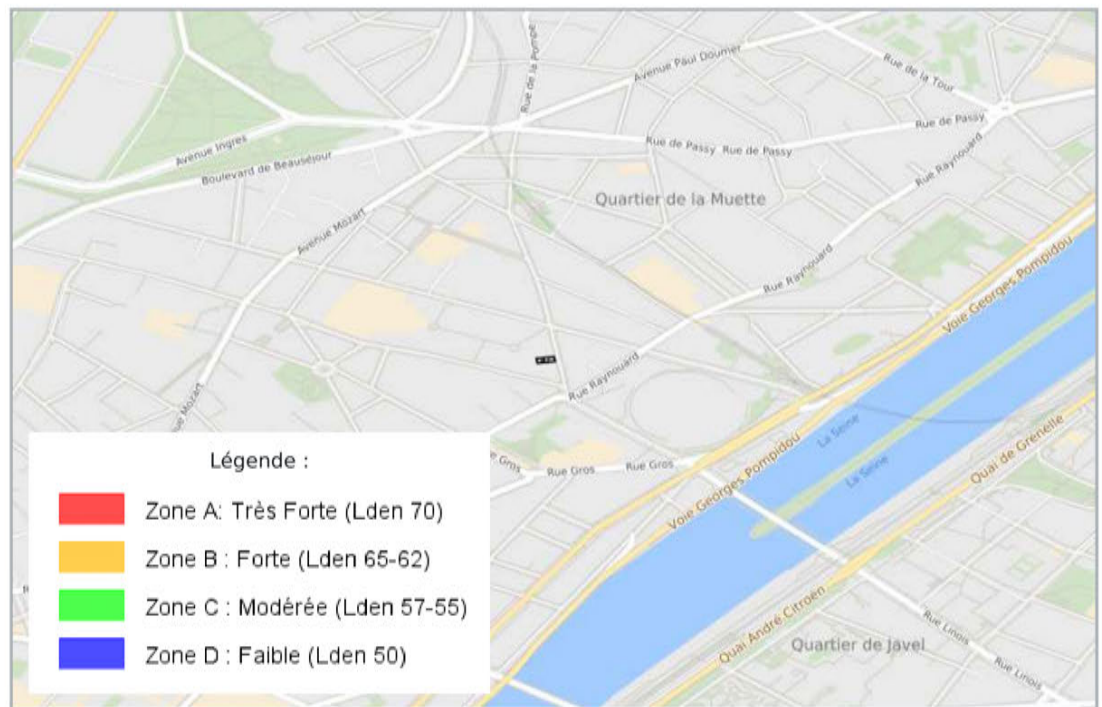 Rue de la Pompe
Avenue Paul Doumer
Rue de la Tour
Avenue Ingres
Boulevard de Beauséjour
Rue de Passy Rue de Passy
Rue de Passy
Rue Raynouard
Quartier de la Muette
Avenue Mozart
Rue Raynouard
Voie Georges Pompidou
Rue Raynouard
ue Mozart
La Seine
La Seine
Quai de Grenelle
Voie Georges Pompidou
e Gros
Rue Gros
Rue Gros
Légende :
Zone A: Très Forte (Lden 70)
Zone B : Forte (Lden 65-62)
Zone C : Modérée (Lden 57-55)
Zone D : Faible (Lden 50)
Quai André Citroën
Rue Linois
Quartier de Javel
Rue Linois